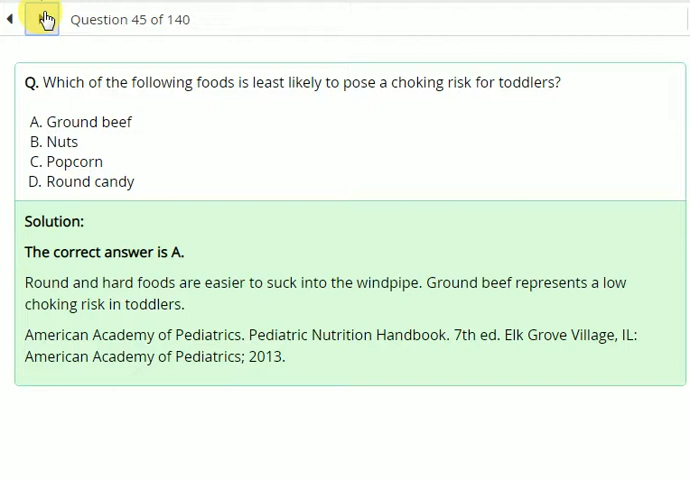 Question 45 of 140
Q. Which of the following foods is least likely to pose a choking risk for toddlers?
A. Ground beef
B. Nuts
C. Popcorn
D. Round candy
Solution:
The correct answer is A.
Round and hard foods are easier to suck into the windpipe. Ground beef represents a low
choking risk in toddlers.
American Academy of Pediatrics. Pediatric Nutrition Handbook. 7th ed. Elk Grove Village, IL:
American Academy of Pediatrics; 2013.